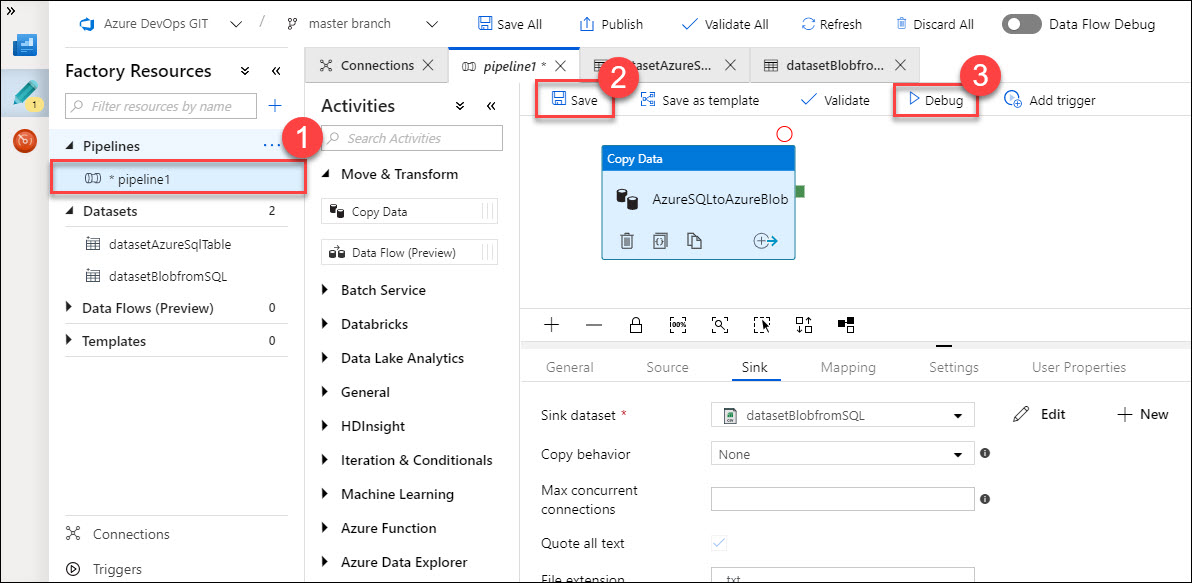 »
Azure DevOps GIT
/
master branch
Save All
Publish
Validate All
Refresh
Discard All
Data Flow Debug
1
Factory Resources
Filter resources by name
Pipelines
1
* pipeline1
Datasets 2
datasetAzureSqlTable
datasetBlobfromSQL
Data Flows (Preview) 0
Templates 0
Connections
Triggers
Connections
pipeline1 *
tasetAzureS...
datasetBlobfro...
Activities
Search Activities
Move & Transform
Copy Data
Data Flow (Preview)
Batch Service
Databricks
Data Lake Analytics
General
HDInsight
Iteration & Conditionals
Machine Learning
Azure Function
Azure Data Explorer
2
3
Save
Save as template
Validate
Debug
Add trigger
Copy Data
AzureSQLtoAzureBlob
100%
General Source Sink Mapping Settings User Properties
Sink dataset * datasetBlobfromSQL Edit New
Copy behavior None
Max concurrent
connections
Quote all text
File extension .txt